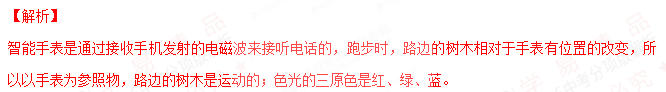 【解析】
智能手表是通过接收手机发射的电磁波来接听电话的，跑步时，路边的树木相对于手表有位置的改变，所
以以手表为参照物，路边的树木是运动的；色光的三原色是红、绿、蓝。